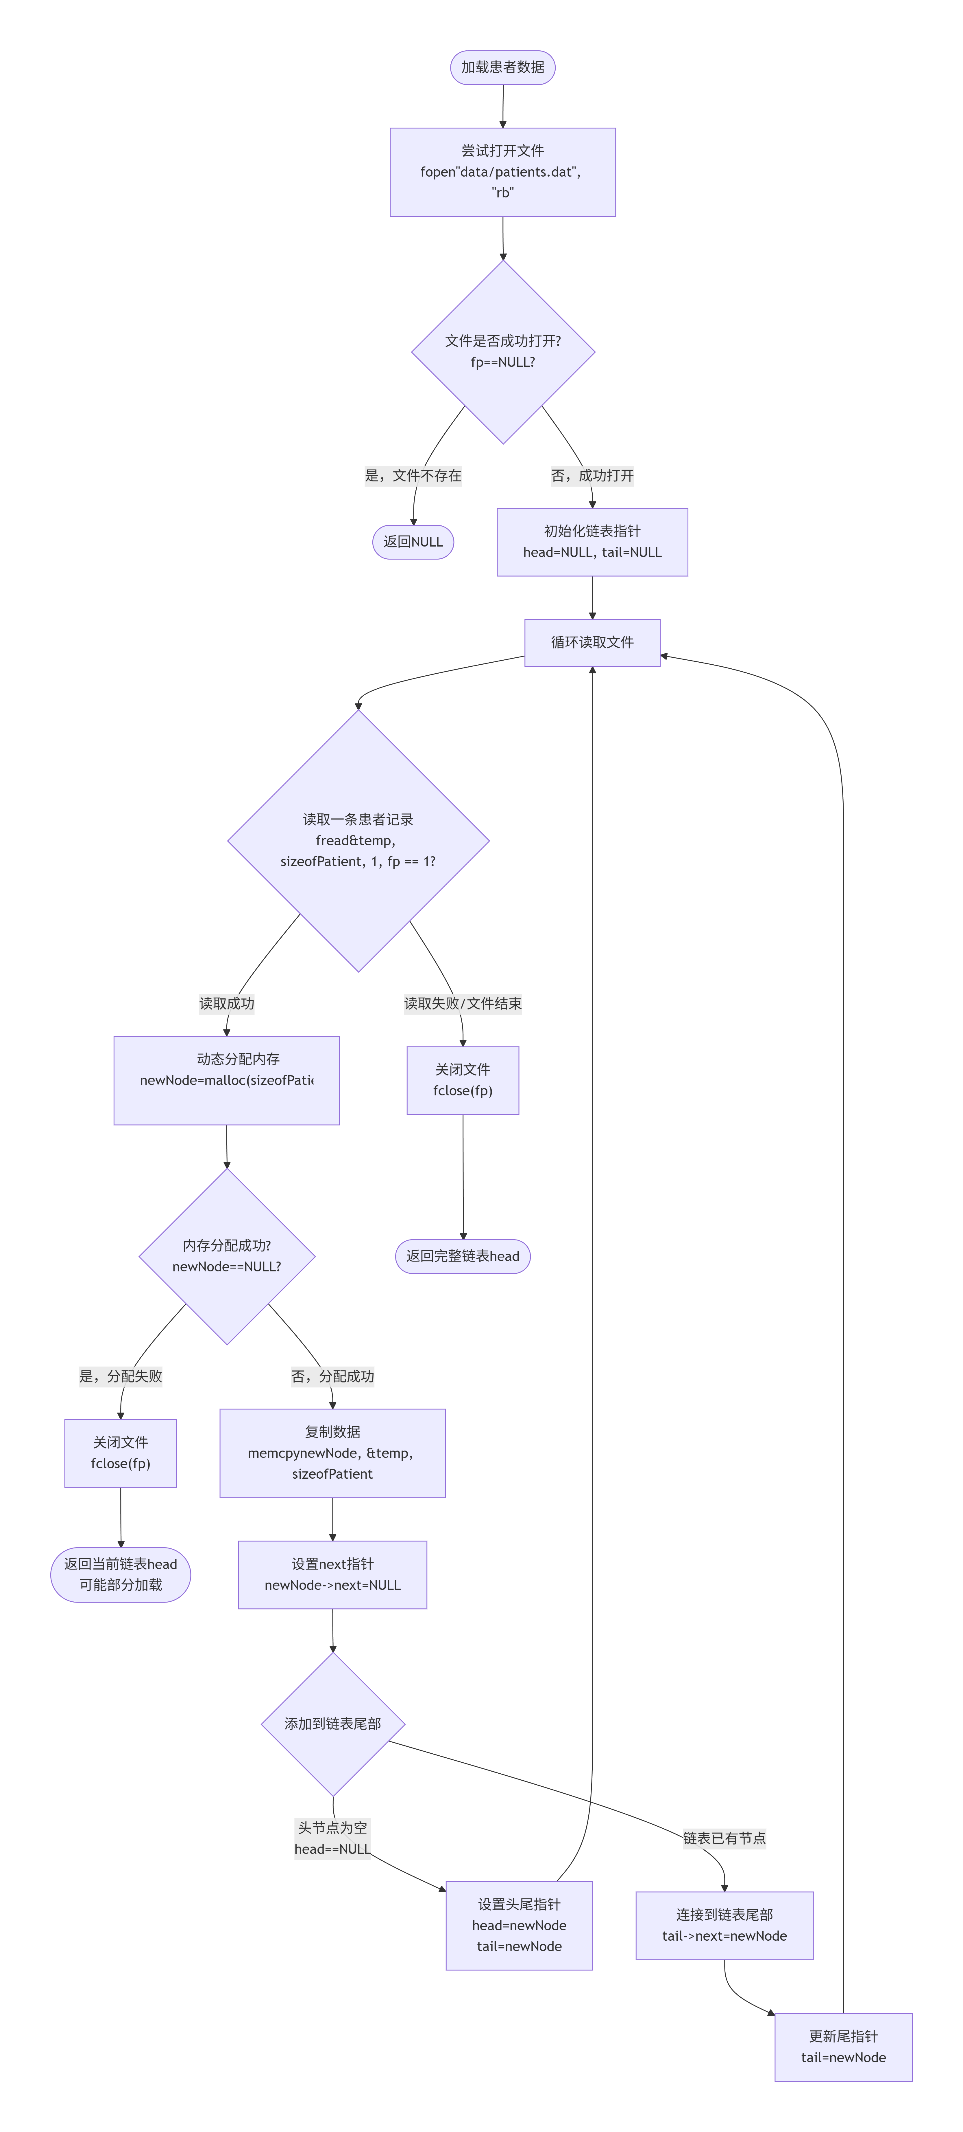 加载患者数据
尝试打开文件
fopen"data/patients.dat",
"rb"
文件是否成功打开?
fp==NULL?
是，文件不存在
否，成功打开
返回NULL
初始化链表指针
head=NULL, tail=NULL
循环读取文件
读取一条患者记录
fread&temp,
sizeofPatient, 1, fp == 1?
读取成功
读取失败/文件结束
动态分配内存
newNode=malloc(sizeofPatie
关闭文件
fclose(fp)
内存分配成功?
newNode==NULL?
返回完整链表head
是，分配失败
否，分配成功
关闭文件
fclose(fp)
复制数据
memcpynewNode, &temp,
sizeofPatient
返回当前链表head
可能部分加载
设置next指针
newNode->next=NULL
添加到链表尾部
头节点为空
head==NULL
链表已有节点
设置头尾指针
head=newNode
tail=newNode
连接到链表尾部
tail->next=newNode
更新尾指针
tail=newNode